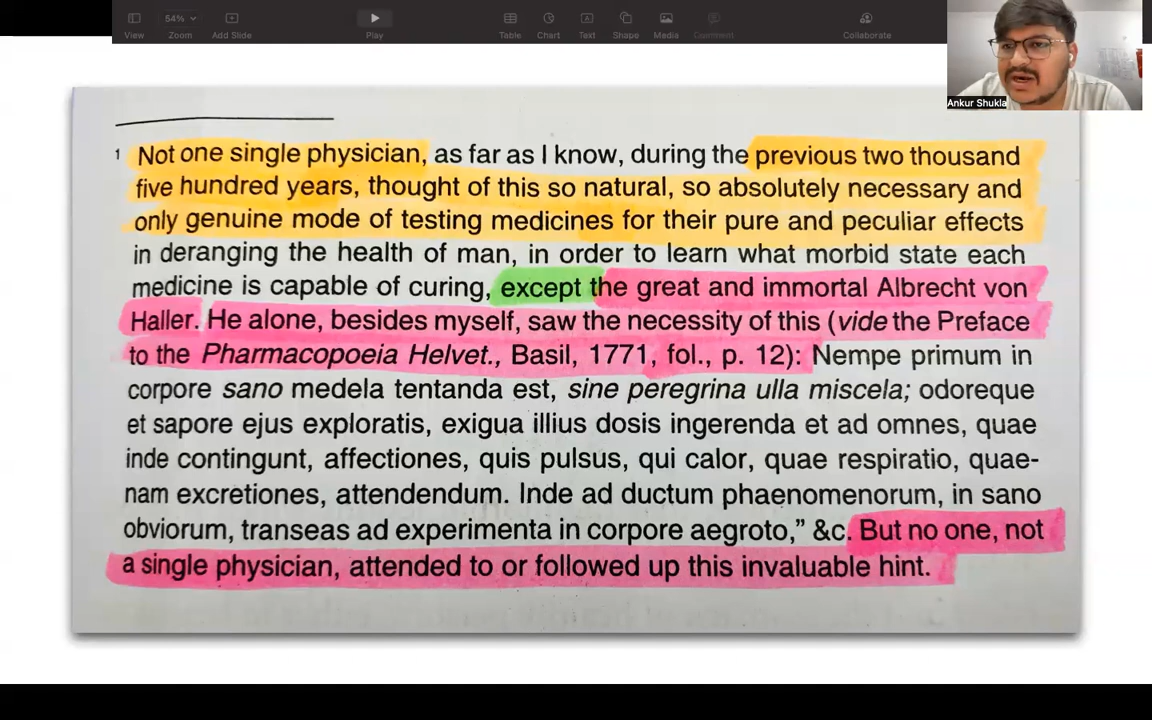 View
54%
Zoom
Add Slide
Play
Table
Chart
Text
Shape
Media
Comment
Collaborate
Ankur Shukla
1 Not one single physician, as far as I know, during the previous two thousand
five hundred years, thought of this so natural, so absolutely necessary and
only genuine mode of testing medicines for their pure and peculiar effects
in deranging the health of man, in order to learn what morbid state each
medicine is capable of curing, except the great and immortal Albrecht von
Haller. He alone, besides myself, saw the necessity of this (vide the Preface
to the Pharmacopoeia Helvet., Basil, 1771, fol., p. 12): Nempe primum in
corpore sano medela tentanda est, sine peregrina ulla miscela; odoreque
et sapore ejus exploratis, exigua illius dosis ingerenda et ad omnes, quae
inde contingunt, affectiones, quis pulsus, qui calor, quae respiratio, quae-
nam excretiones, attendendum. Inde ad ductum phaenomenorum, in sano
obviorum, transeas ad experimenta in corpore aegroto,” &c. But no one, not
a single physician, attended to or followed up this invaluable hint.